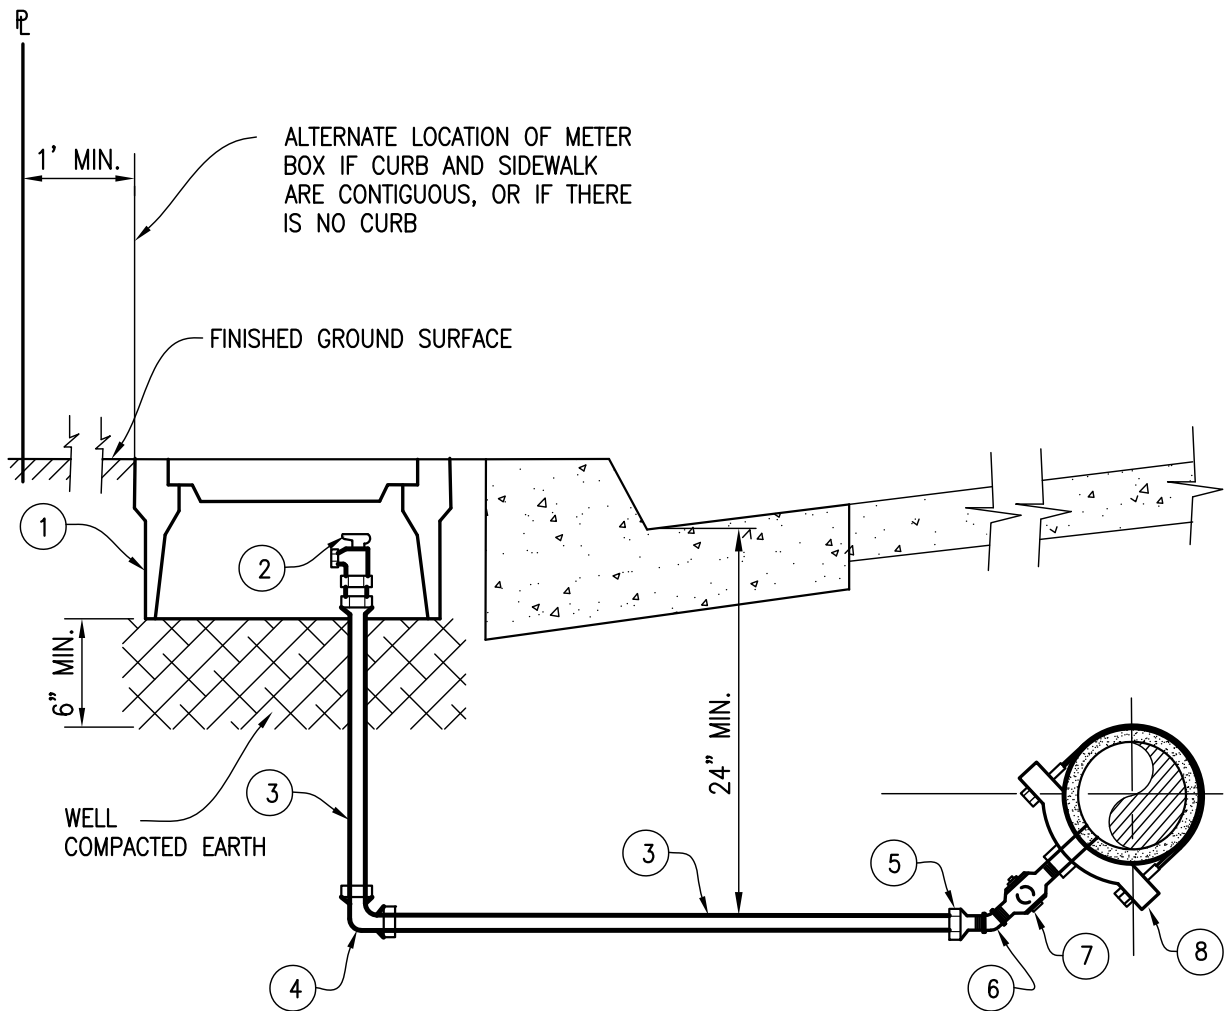 ℄
1' MIN.
ALTERNATE LOCATION OF METER
BOX IF CURB AND SIDEWALK
ARE CONTIGUOUS, OR IF THERE
IS NO CURB
FINISHED GROUND SURFACE
1
2
6" MIN.
24" MIN.
3
WELL
COMPACTED EARTH
3
5
4
6
7
8